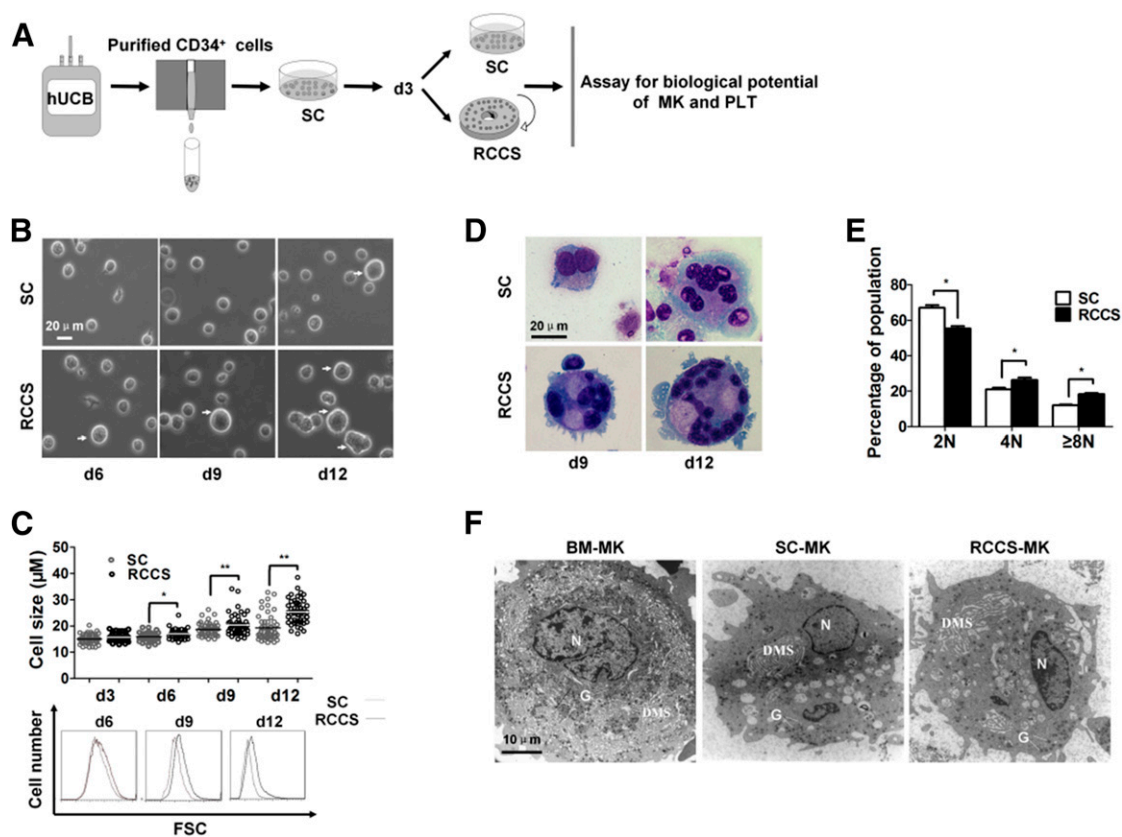 A
hUCB
Purified CD34⁺ cells
SC
d3
SC
RCCS
Assay for biological potential
of MK and PLT
B
SC
20 μm
RCCS
d6 d9 d12
C
Cell size (μM)
50
40
30
20
10
0
SC
RCCS
*
**
**
d3 d6 d9 d12
SC
RCCS
d6 d9 d12
Cell number
FSC
D
SC
20 μm
RCCS
d9 d12
E
Percentage of population
80
60
40
20
0
SC
RCCS
*
*
*
2N 4N ≥8N
F
BM-MK SC-MK RCCS-MK
N
G
DMS
10 μm
N
DMS
G
DMS
N
G